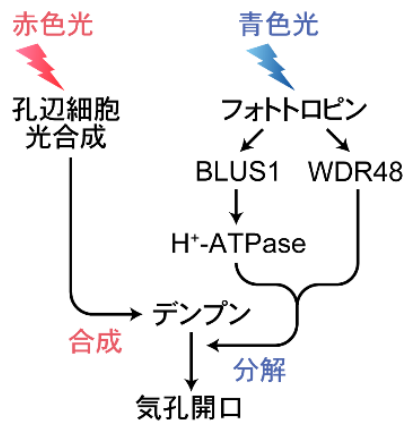 赤色光
青色光
孔辺細胞
光合成
フォトトロピン
BLUS1
WDR48
H⁺-ATPase
デンプン
合成
分解
気孔開口